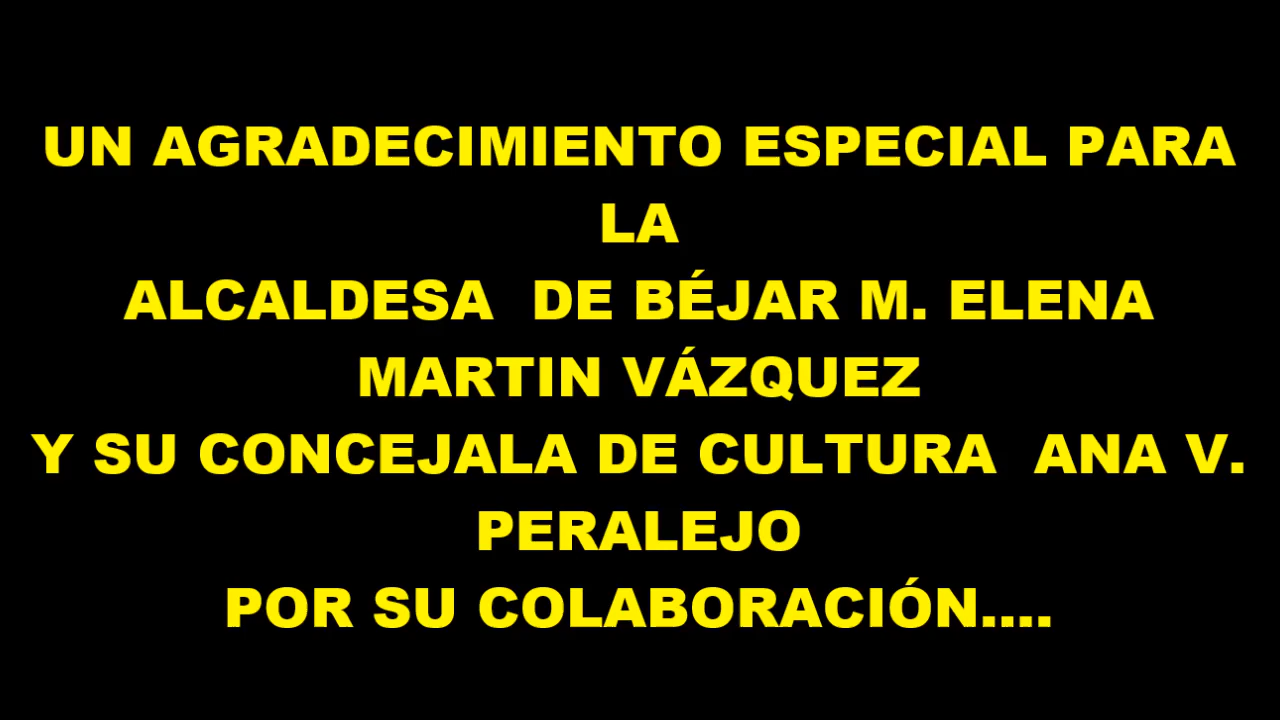 UN AGRADECIMIENTO ESPECIAL PARA
LA
ALCALDESA  DE BÉJAR M. ELENA
MARTIN VÁZQUEZ
Y SU CONCEJALA DE CULTURA  ANA V.
PERALEJO
POR SU COLABORACIÓN....